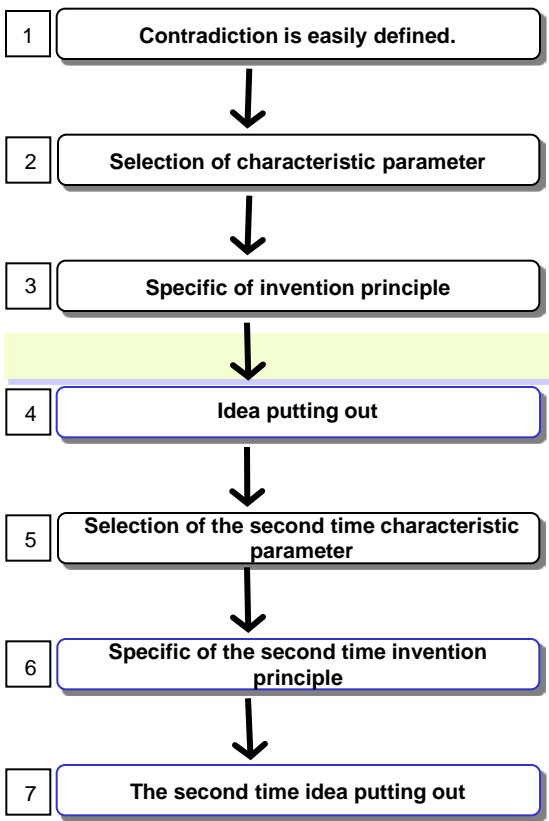 1 Contradiction is easily defined.
2 Selection of characteristic parameter
3 Specific of invention principle
4 Idea putting out
5 Selection of the second time characteristic
parameter
6 Specific of the second time invention
principle
7 The second time idea putting out